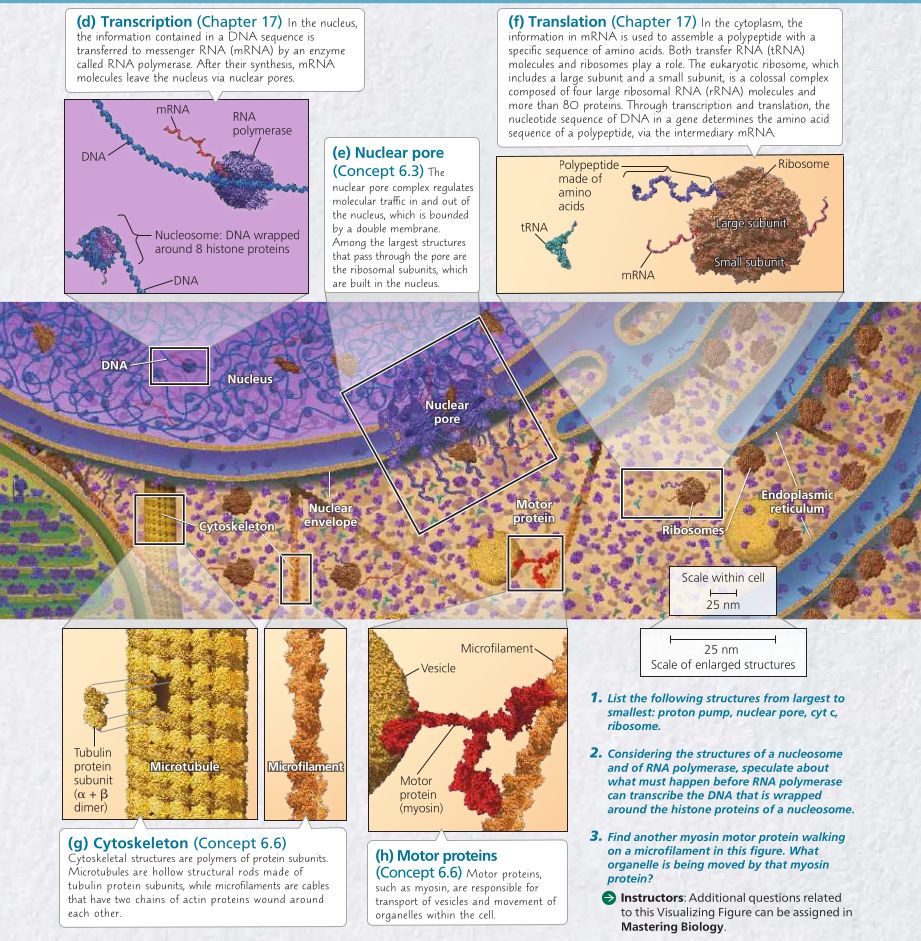 (d) Transcription (Chapter 17) In the nucleus,
the information contained in a DNA sequence is
transferred to messenger RNA (mRNA) by an enzyme
called RNA polymerase. After their synthesis, mRNA
molecules leave the nucleus via nuclear pores.
mRNA
RNA
polymerase
DNA
Nucleosome: DNA wrapped
around 8 histone proteins
DNA
(e) Nuclear pore
(Concept 6.3) The
nuclear pore complex regulates
molecular traffic in and out of
the nucleus, which is bounded
by a double membrane.
Among the largest structures
that pass through the pore are
the ribosomal subunits, which
are built in the nucleus.
(f) Translation (Chapter 17) In the cytoplasm, the
information in mRNA is used to assemble a polypeptide with a
specific sequence of amino acids. Both transfer RNA (tRNA)
molecules and ribosomes play a role. The eukaryotic ribosome, which
includes a large subunit and a small subunit, is a colossal complex
composed of four large ribosomal RNA (rRNA) molecules and
more than 80 proteins. Through transcription and translation, the
nucleotide sequence of DNA in a gene determines the amino acid
sequence of a polypeptide, via the intermediary mRNA.
Polypeptide
made of
amino
acids
Ribosome
tRNA
Large subunit
mRNA
Small subunit
DNA
Nucleus
Nuclear
pore
Cytoskeleton
Nuclear
envelope
Motor
protein
Ribosomes
Endoplasmic
reticulum
Scale within cell
25 nm
25 nm
Scale of enlarged structures
Tubulin
protein
subunit
(α + β
dimer)
Microtubule
Microfilament
Vesicle
Microfilament
Motor
protein
(myosin)
(g) Cytoskeleton (Concept 6.6)
Cytoskeletal structures are polymers of protein subunits.
Microtubules are hollow structural rods made of
tubulin protein subunits, while microfilaments are cables
that have two chains of actin proteins wound around
each other.
(h) Motor proteins
(Concept 6.6) Motor proteins,
such as myosin, are responsible for
transport of vesicles and movement of
organelles within the cell.
1. List the following structures from largest to
smallest: proton pump, nuclear pore, cyt c,
ribosome.
2. Considering the structures of a nucleosome
and of RNA polymerase, speculate about
what must happen before RNA polymerase
can transcribe the DNA that is wrapped
around the histone proteins of a nucleosome.
3. Find another myosin motor protein walking
on a microfilament in this figure. What
organelle is being moved by that myosin
protein?
Instructors: Additional questions related
to this Visualizing Figure can be assigned in
Mastering Biology.